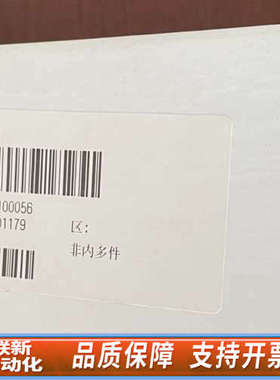 100056
01179
区:
非内多件
联新
动化
品质保障 支持开票